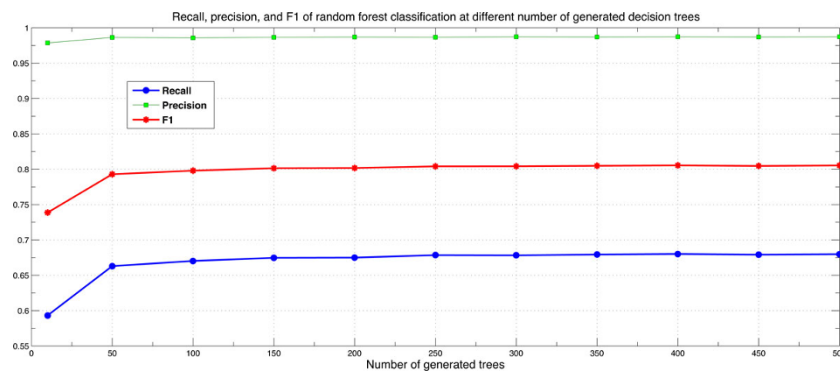 Recall, precision, and F1 of random forest classification at different number of generated decision trees
1
0.95
0.9
0.85
0.8
0.75
0.7
0.65
0.6
0.55
Recall
Precision
F1
0 50 100 150 200 250 300 350 400 450 500
Number of generated trees